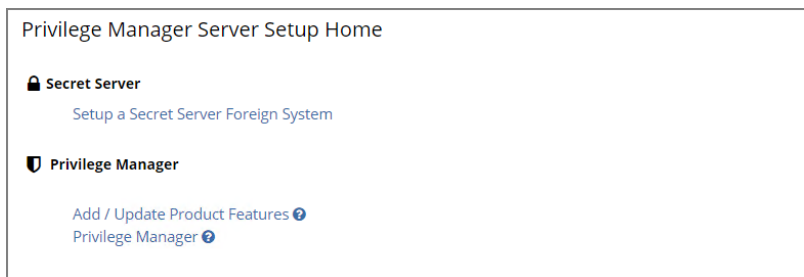 Privilege Manager Server Setup Home
Secret Server
Setup a Secret Server Foreign System
Privilege Manager
Add / Update Product Features ?
Privilege Manager ?